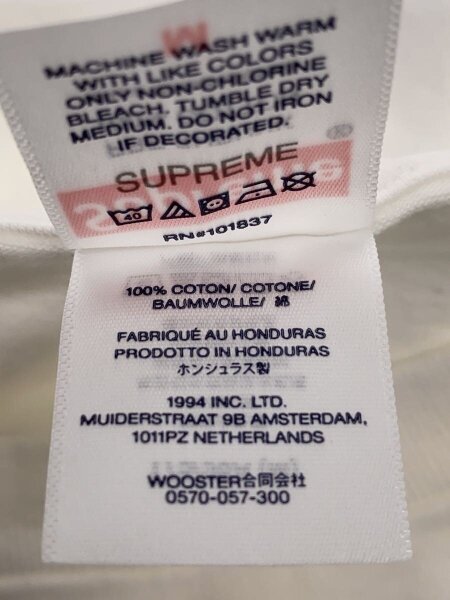 M
MACHINE WASH WARM
WITH LIKE COLORS
ONLY NON-CHLORINE
BLEACH. TUMBLE DRY
MEDIUM. DO NOT IRON
IF DECORATED.
SUPREME
Supreme ®
40
RN#101837
100% COTON/ COTONE/
BAUMWOLLE/ 綿
FABRIQUÉ AU HONDURAS
PRODOTTO IN HONDURAS
ホンジュラス製
1994 INC. LTD.
MUIDERSTRAAT 9B AMSTERDAM,
1011PZ NETHERLANDS
WOOSTER合同会社
0570-057-300